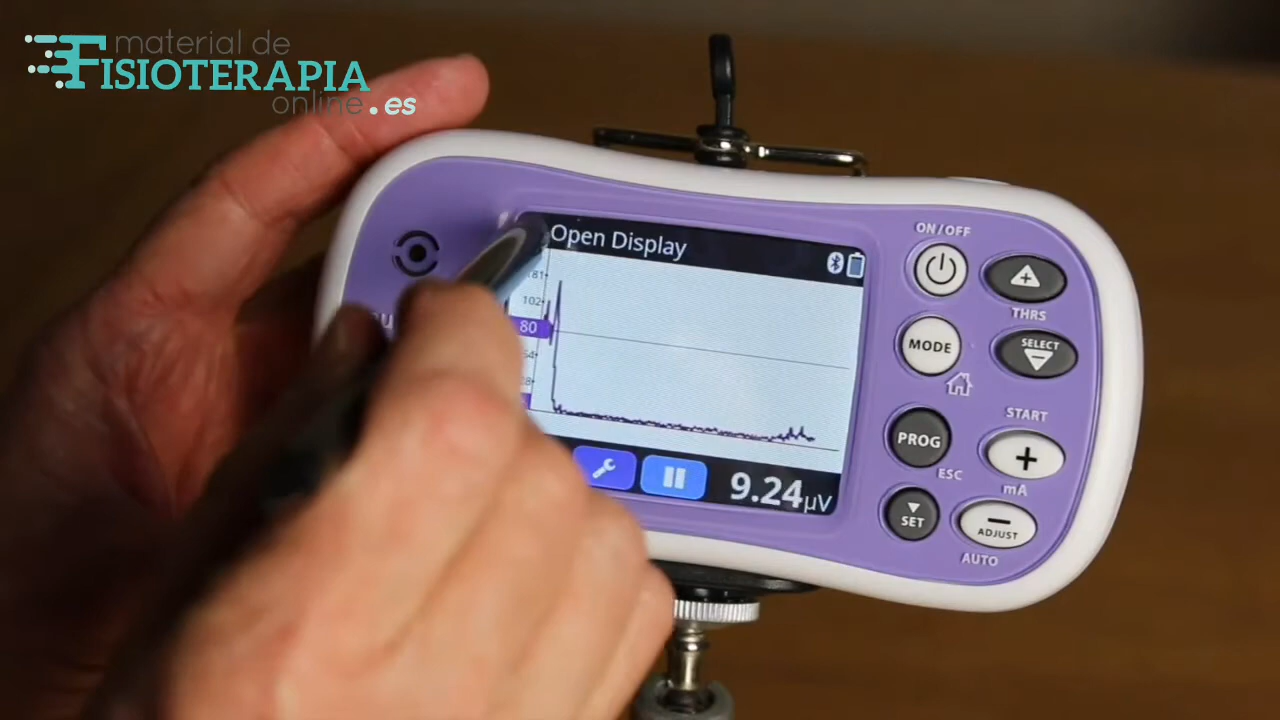 material de
FISIOTERAPIA
online.es
Open Display
181
102
80
54
ON/OFF
THRS
MODE
SELECT
START
PROG
ESC
mA
SET
ADJUST
AUTO
9.24μV